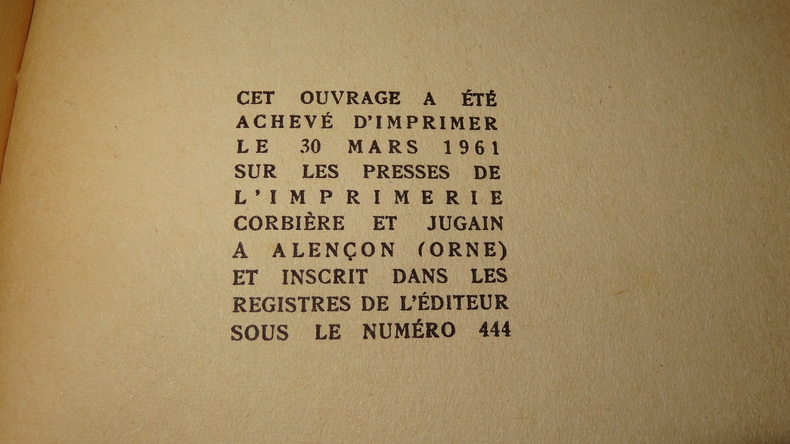 CET OUVRAGE A ÉTÉ
ACHEVÉ D'IMPRIMER
LE 30 MARS 1961
SUR LES PRESSES DE
L'IMPRIMERIE
CORBIÈRE ET JUGAIN
A ALENÇON (ORNE)
ET INSCRIT DANS LES
REGISTRES DE L'ÉDITEUR
SOUS LE NUMÉRO 444